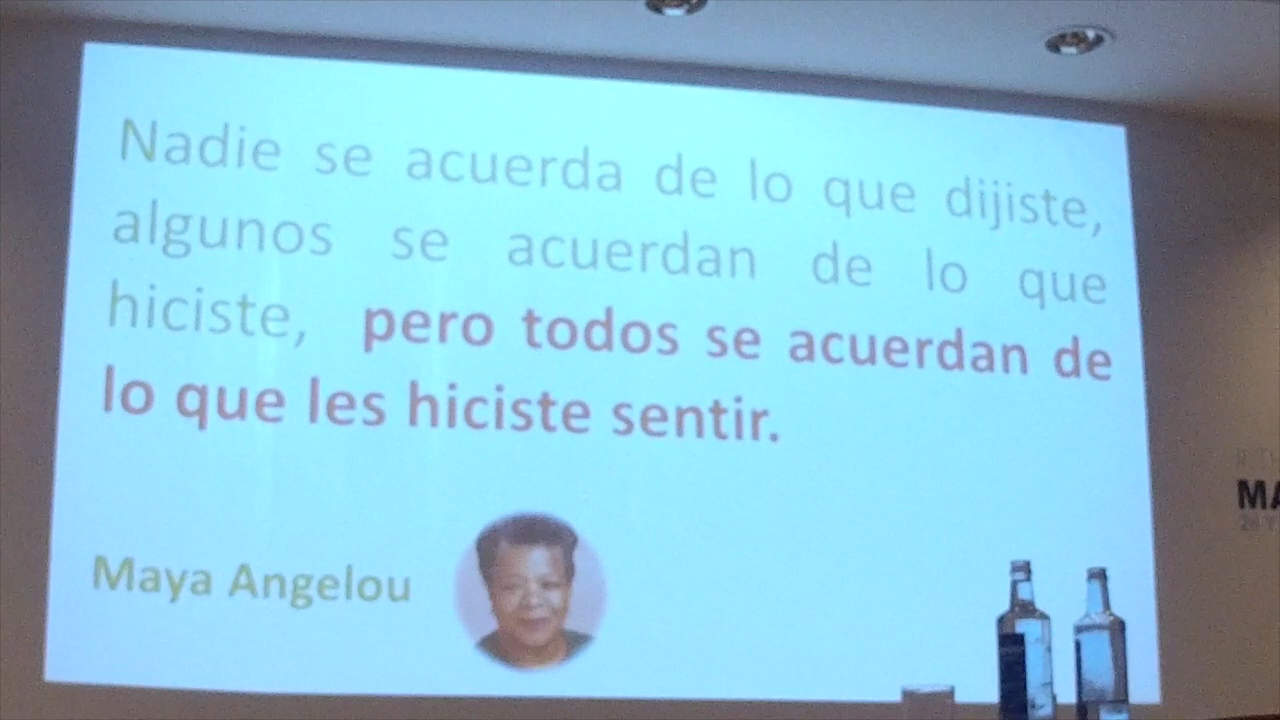 Nadie se acuerda de lo que dijiste,
algunos se acuerdan de lo que
hiciste, pero todos se acuerdan de
lo que les hiciste sentir.
Maya Angelou